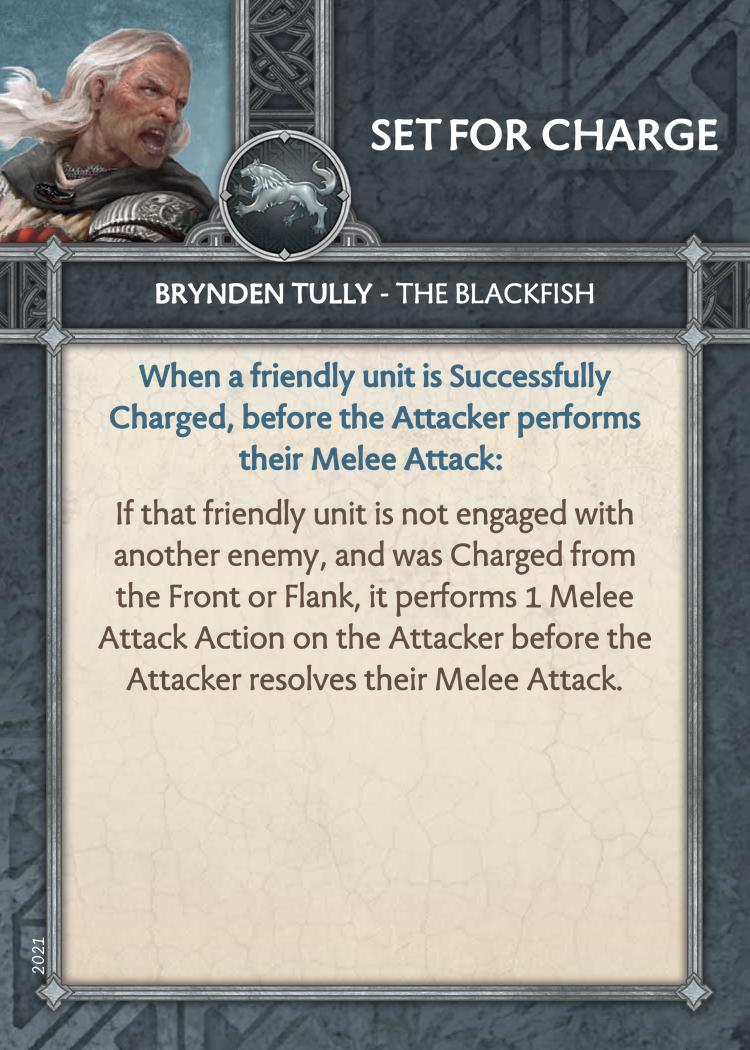 SET FOR CHARGE
BRYNDEN TULLY - THE BLACKFISH
When a friendly unit is Successfully
Charged, before the Attacker performs
their Melee Attack:
If that friendly unit is not engaged with
another enemy, and was Charged from
the Front or Flank, it performs 1 Melee
Attack Action on the Attacker before the
Attacker resolves their Melee Attack.
2021